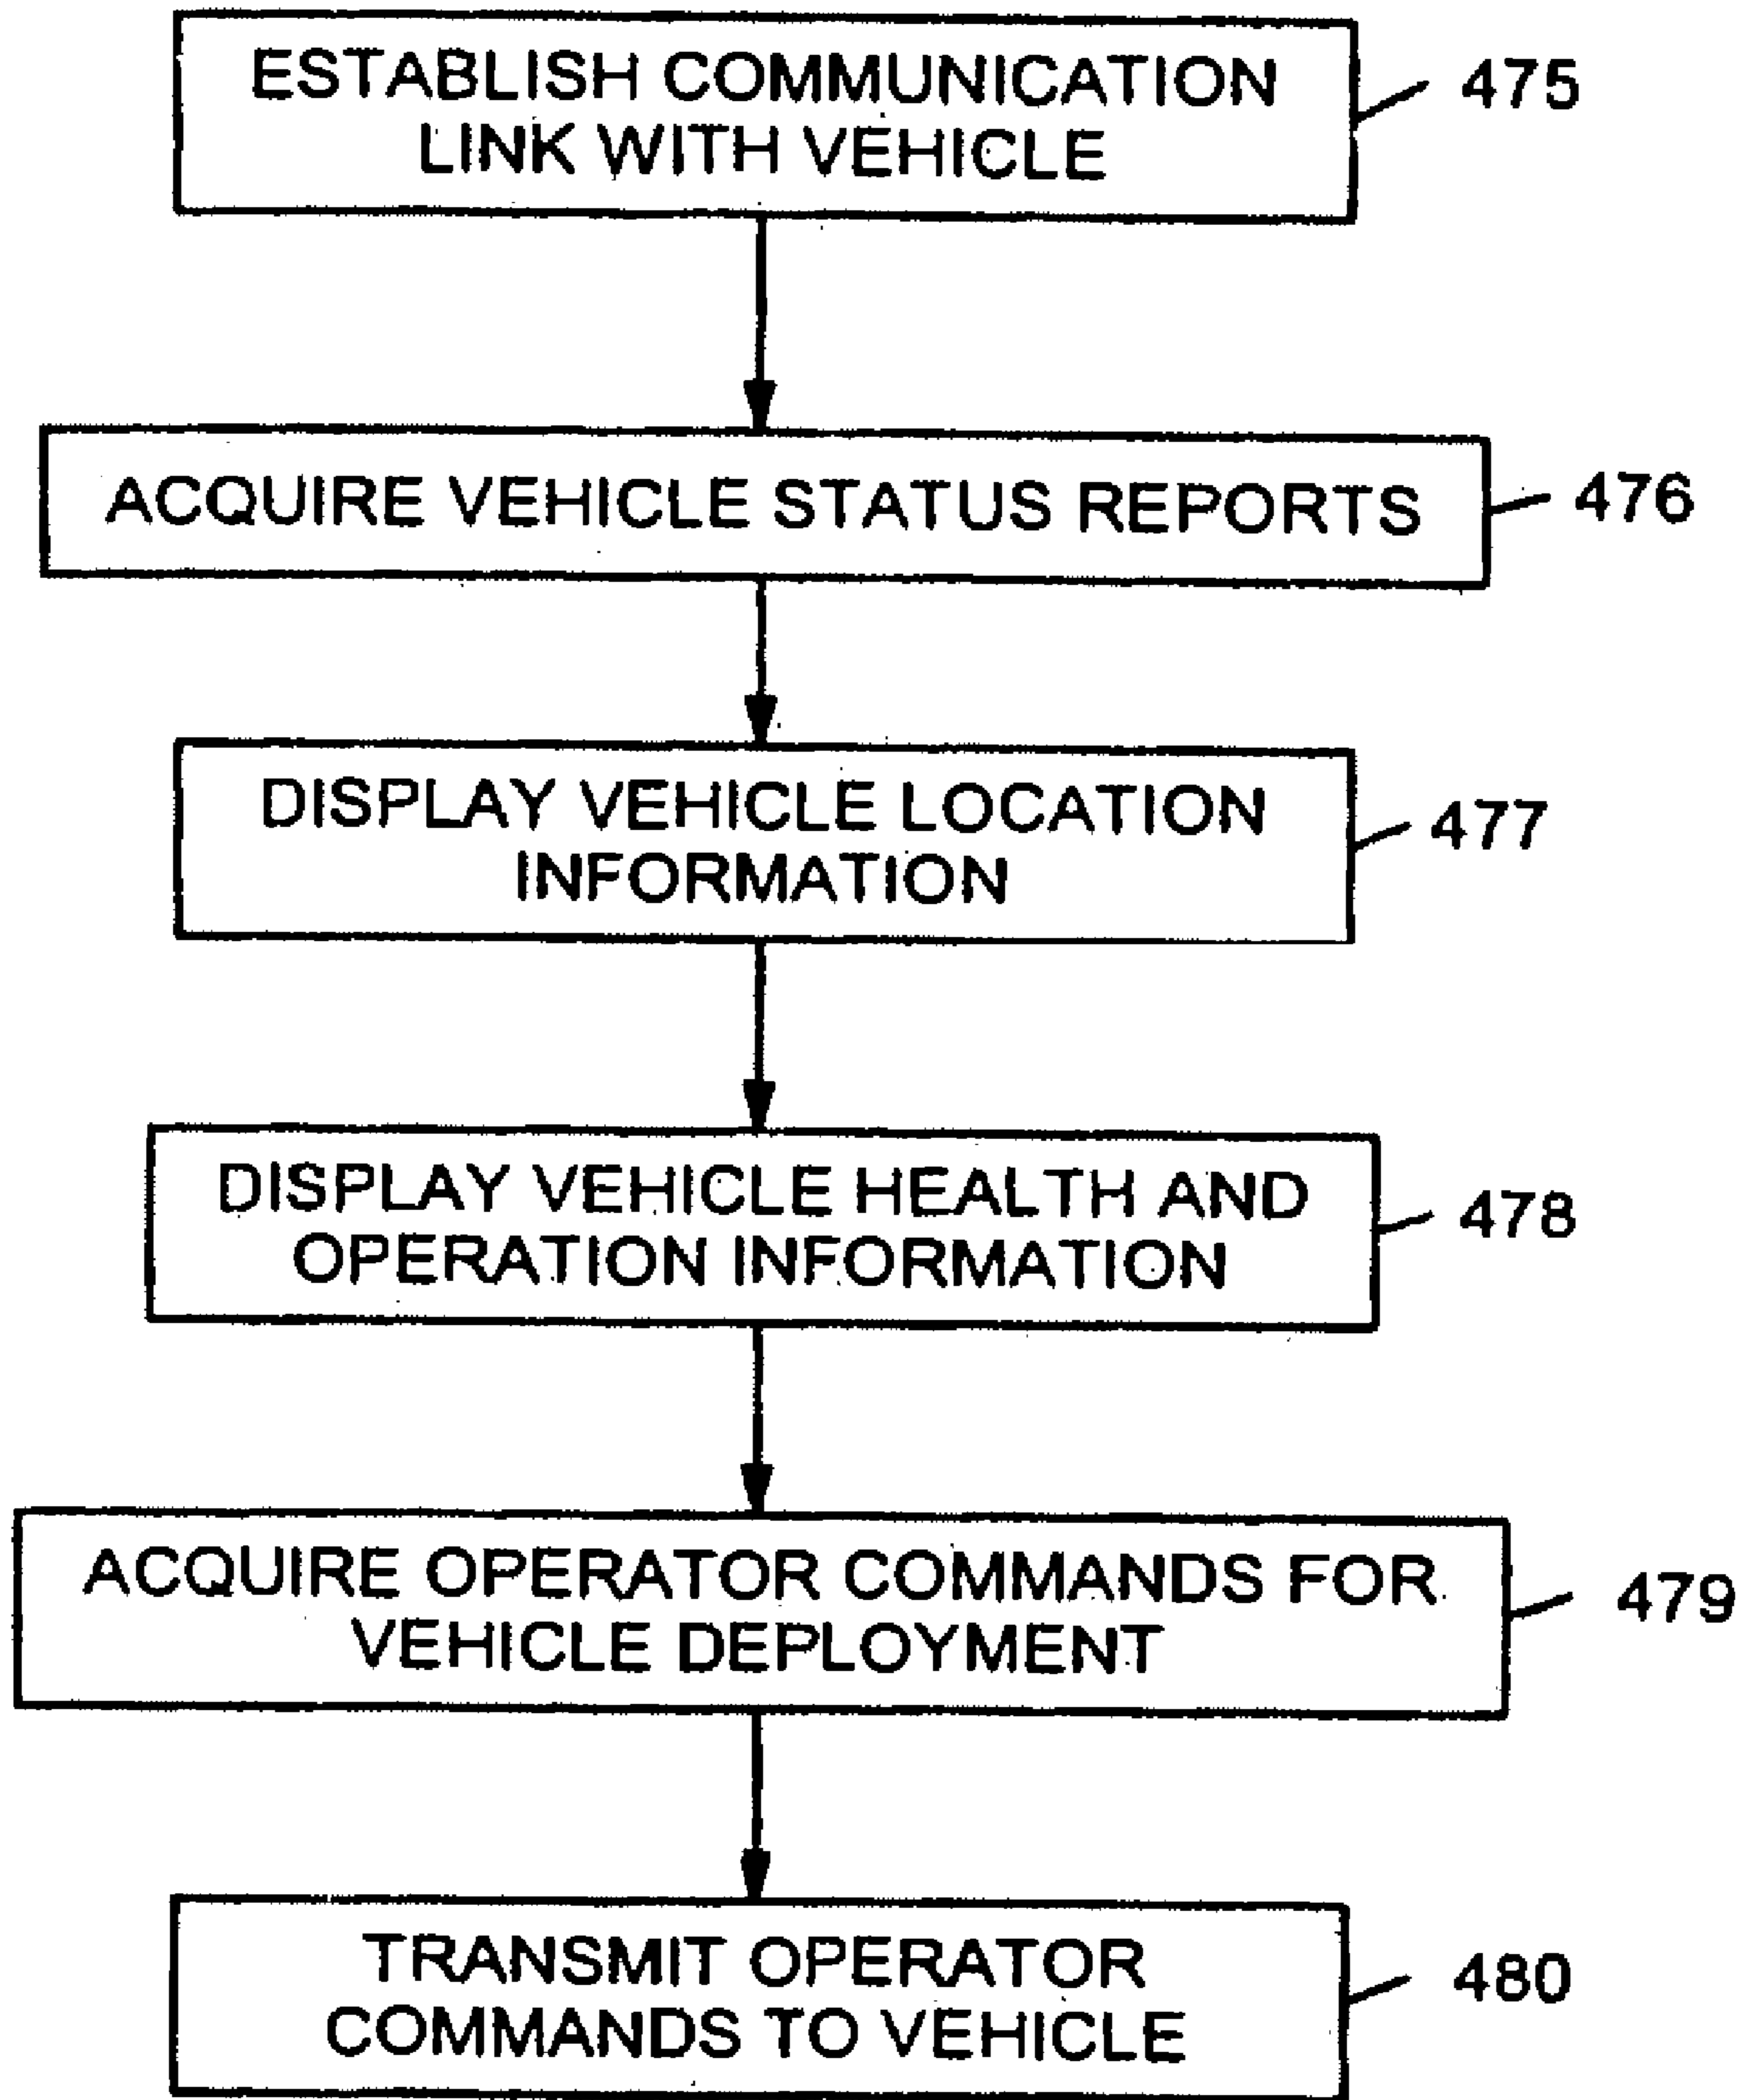 ESTABLISH COMMUNICATION
LINK WITH VEHICLE
475
ACQUIRE VEHICLE STATUS REPORTS
476
DISPLAY VEHICLE LOCATION
INFORMATION
477
DISPLAY VEHICLE HEALTH AND
OPERATION INFORMATION
478
ACQUIRE OPERATOR COMMANDS FOR
VEHICLE DEPLOYMENT
479
TRANSMIT OPERATOR
COMMANDS TO VEHICLE
480